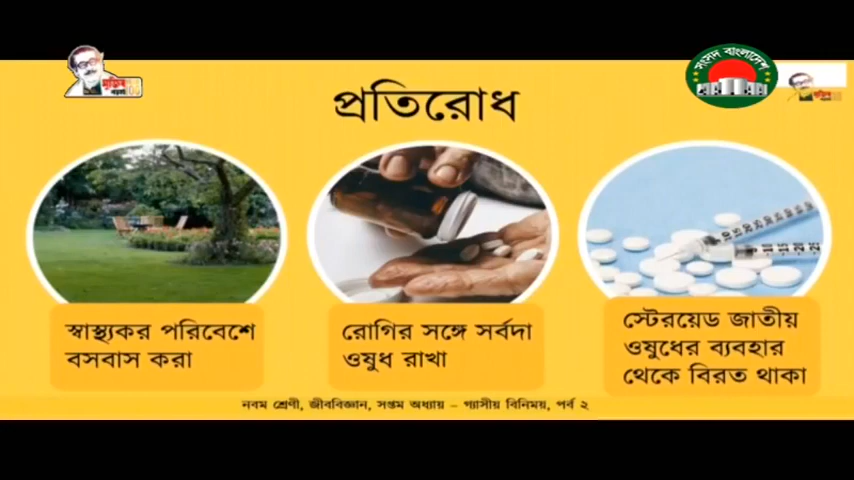 মুজিব
সংসদ বাংলাদেশ
প্রতিরোধ
স্বাস্থ্যকর পরিবেশে
বসবাস করা
রোগির সঙ্গে সর্বদা
ওষুধ রাখা
স্টেরয়েড জাতীয়
ওষুধের ব্যবহার
থেকে বিরত থাকা
নবম শ্রেণী, জীববিজ্ঞান, সপ্তম অধ্যায় – গ্যাসীয় বিনিময়, পর্ব ২